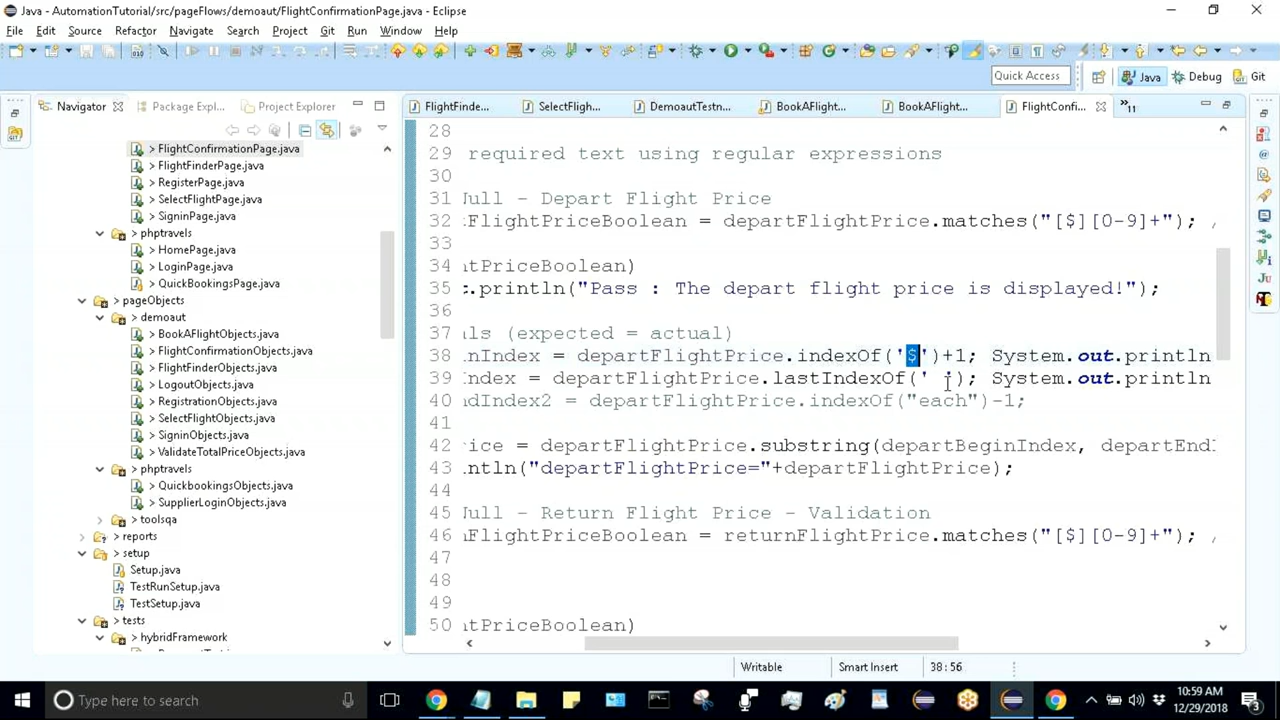 Java - AutomationTutorial/src/pageFlows/demoaut/FlightConfirmationPage.java - Eclipse
File Edit Source Refactor Navigate Search Project Git Run Window Help
Quick Access Java Debug Git
Navigator Package Expl... Project Explorer
FlightFinde... SelectFligh... DemoautTestn... BookAFlight... BookAFlight... FlightConfi... »11
> FlightConfirmationPage.java
> FlightFinderPage.java
> RegisterPage.java
> SelectFlightPage.java
> SigninPage.java
> phptravels
> HomePage.java
> LoginPage.java
> QuickBookingsPage.java
> pageObjects
> demoaut
> BookAFlightObjects.java
> FlightConfirmationObjects.java
> FlightFinderObjects.java
> LogoutObjects.java
> RegistrationObjects.java
> SelectFlightObjects.java
> SigninObjects.java
> ValidateTotalPriceObjects.java
> phptravels
> QuickbookingsObjects.java
> SupplierLoginObjects.java
> toolsqa
> reports
> setup
Setup.java
TestRunSetup.java
TestSetup.java
> tests
> hybridFramework
28
29 required text using regular expressions
30
31 Null - Depart Flight Price
32 FlightPriceBoolean = departFlightPrice.matches("[$][0-9]+"); /
33
34 tPriceBoolean)
35 .println("Pass : The depart flight price is displayed!");
36
37 ls (expected = actual)
38 nIndex = departFlightPrice.indexOf('$')+1; System.out.println
39 ndex = departFlightPrice.lastIndexOf(' '); System.out.println
40 ndIndex2 = departFlightPrice.indexOf("each")-1;
41
42 ice = departFlightPrice.substring(departBeginIndex, departEndI
43 ntln("departFlightPrice="+departFlightPrice);
44
45 Null - Return Flight Price - Validation
46 FlightPriceBoolean = returnFlightPrice.matches("[$][0-9]+"); /
47
48
49
50 tPriceBoolean)
Writable Smart Insert 38:56
Type here to search
10:59 AM
12/29/2018
3